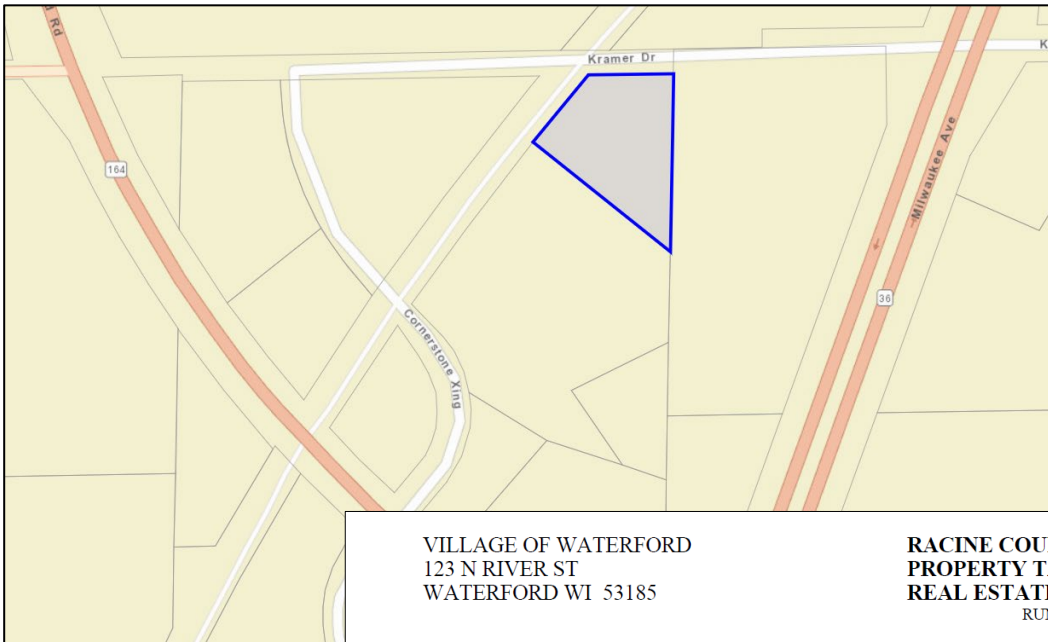 d Rd
Kramer Dr
K
164
Milwaukee Ave
36
Cornerstone Xing
VILLAGE OF WATERFORD
123 N RIVER ST
WATERFORD WI 53185
RACINE COU
PROPERTY T
REAL ESTAT
RU